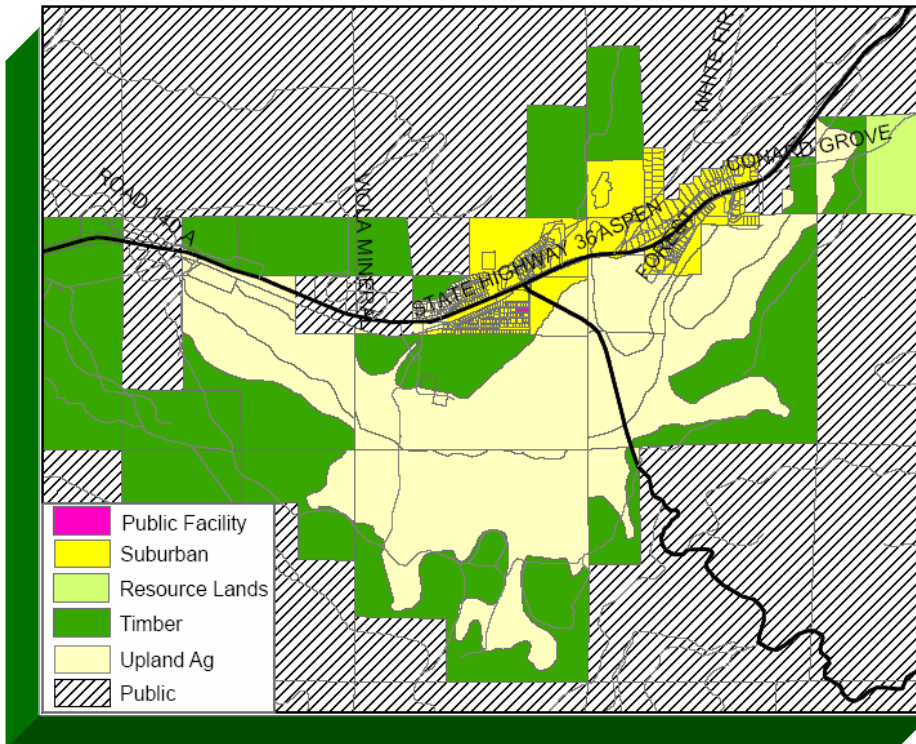 WHITE FIR
CONARD GROVE
ROAD 140 A
VIOLA MINERAL
STATE HIGHWAY 36
ASPEN
FOREST
Public Facility
Suburban
Resource Lands
Timber
Upland Ag
Public